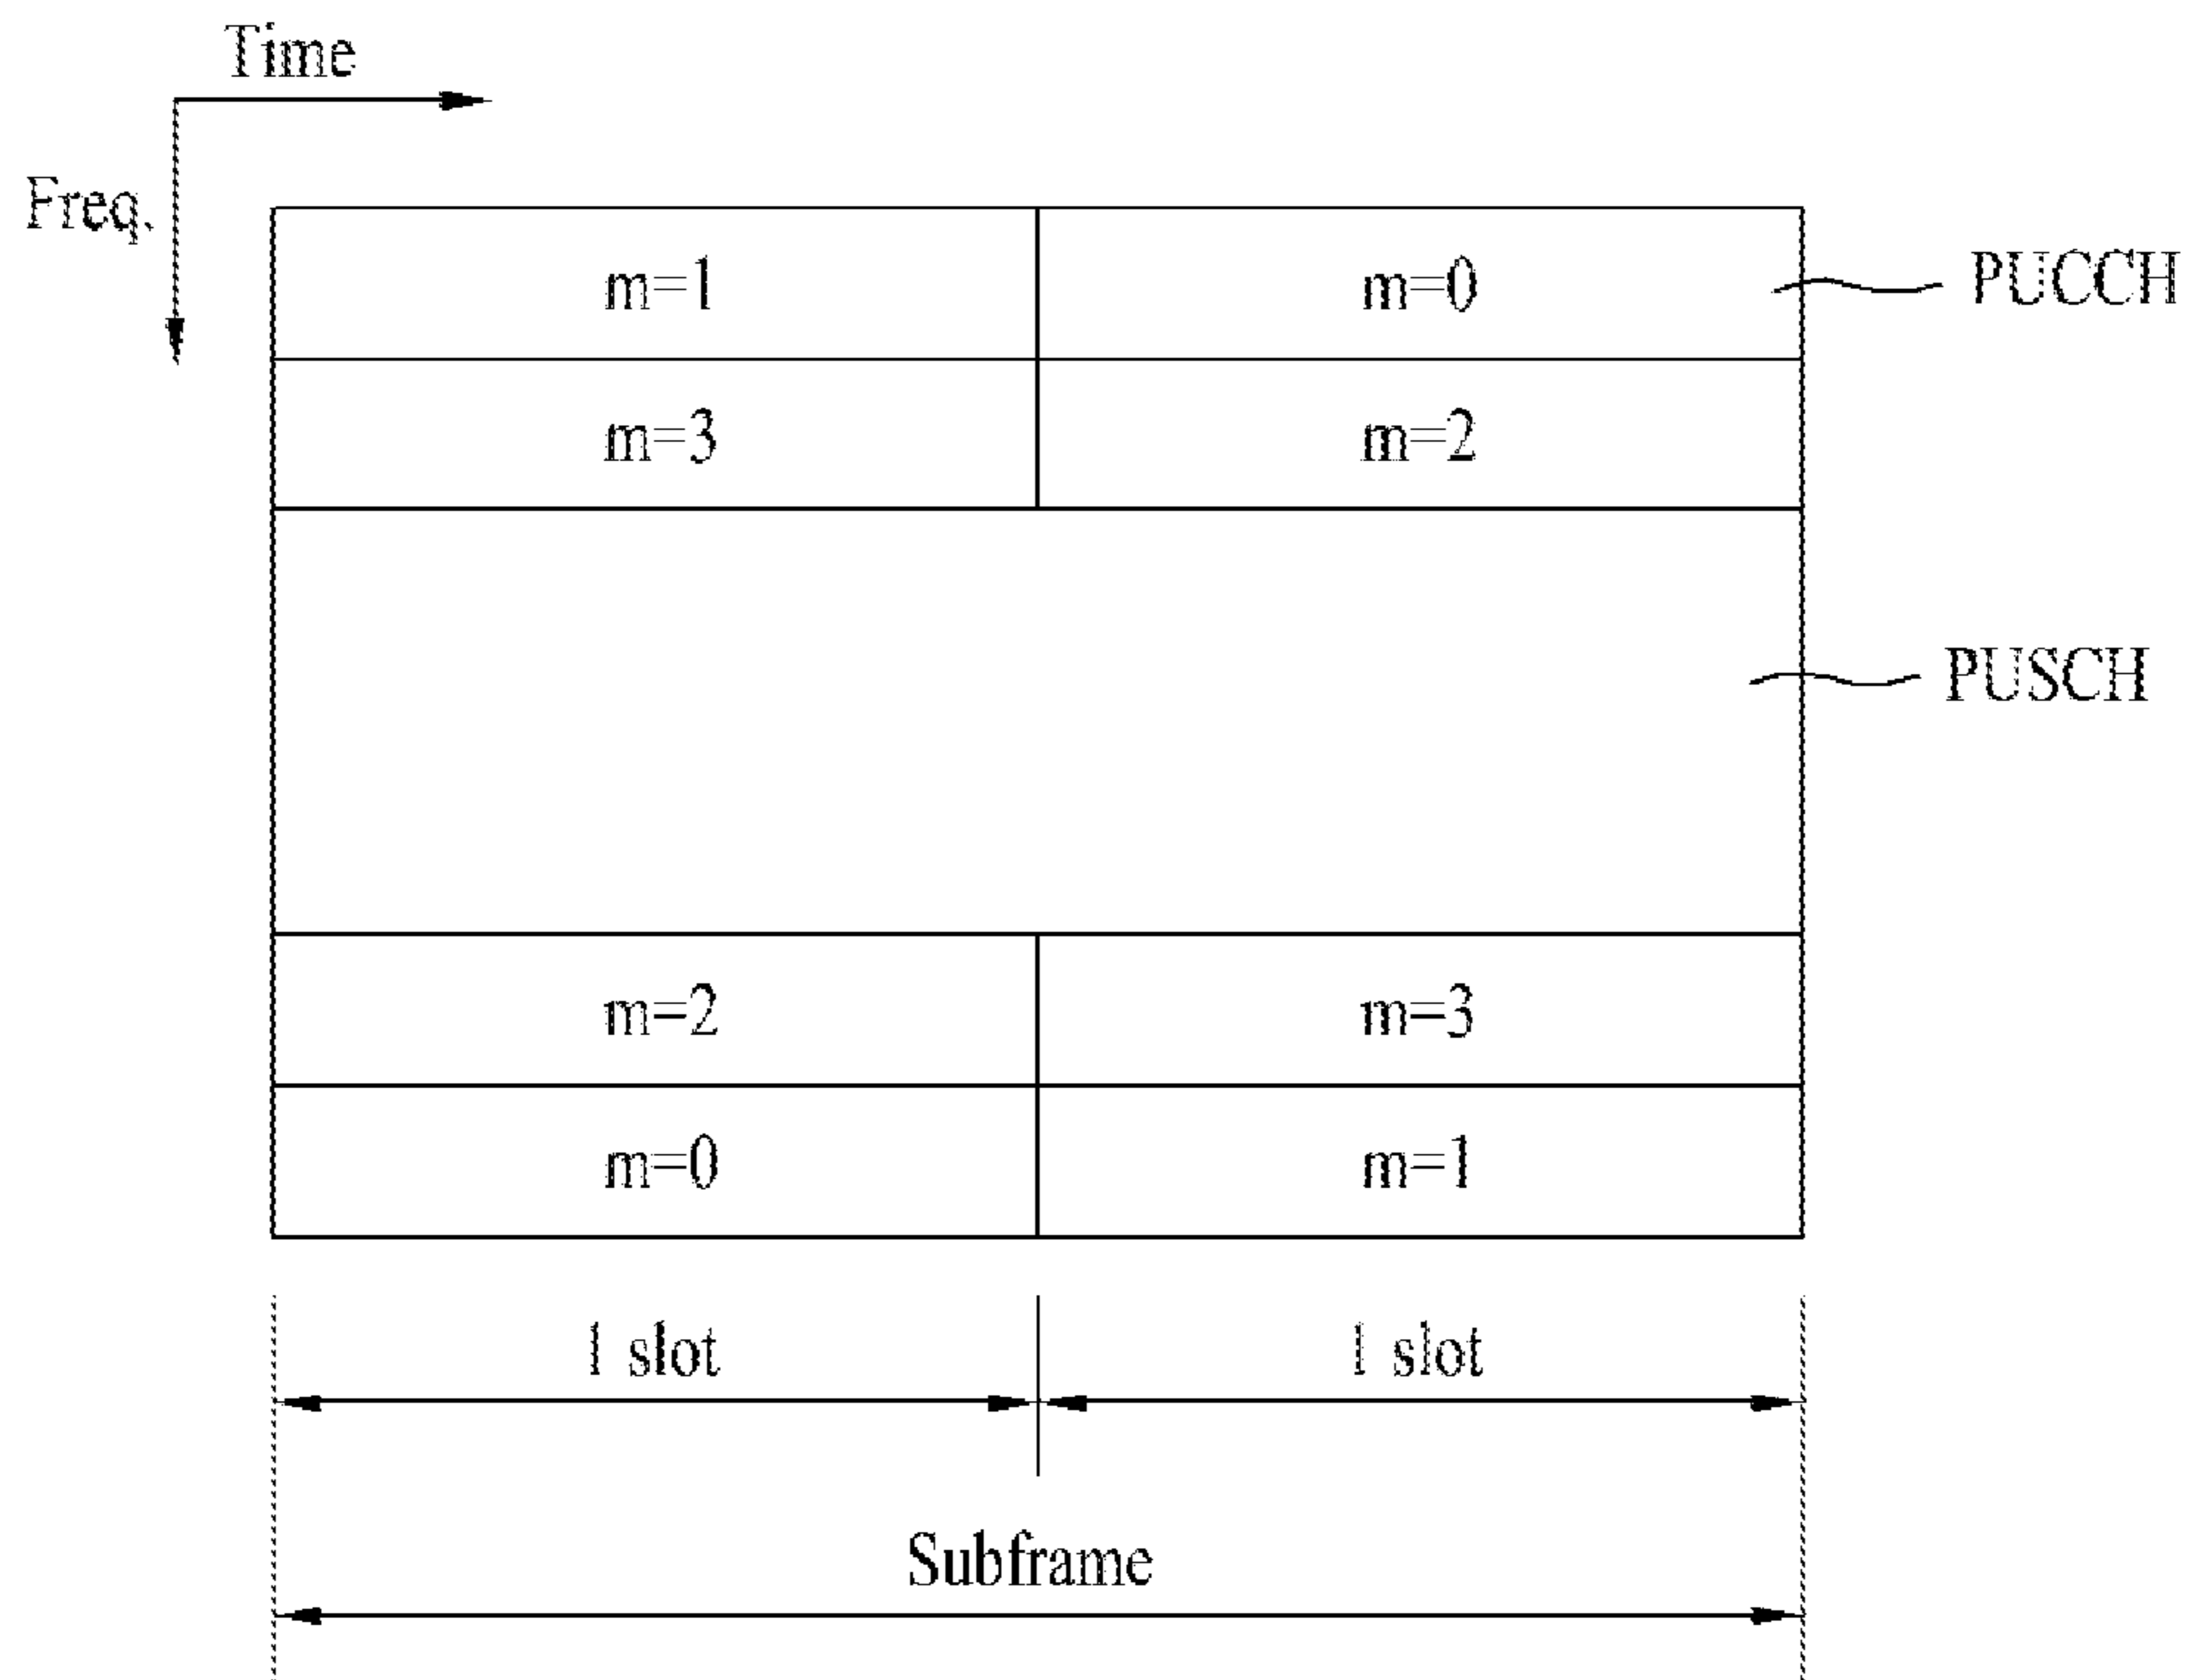 Time
Freq.
m=1 m=0 PUCCH
m=3 m=2
PUSCH
m=2 m=3
m=0 m=1
1 slot 1 slot
Subframe